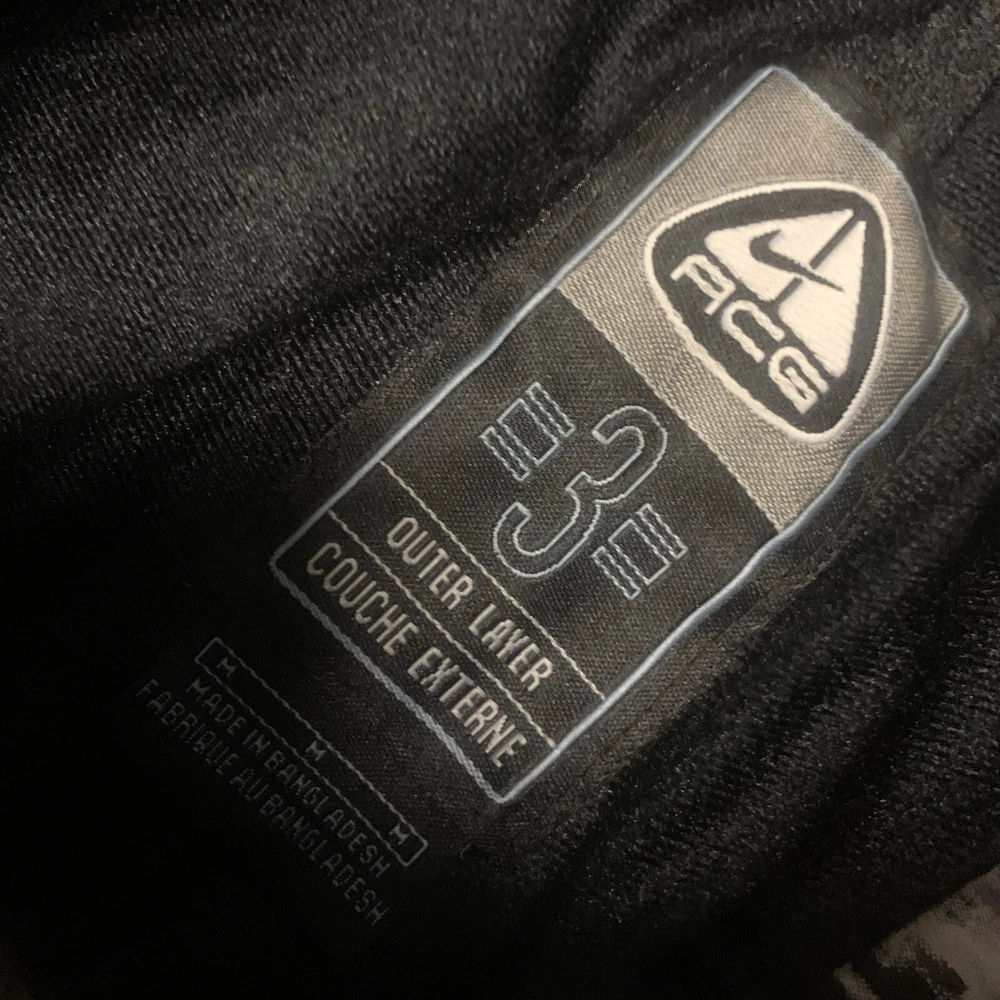 ACG
3
OUTER LAYER
COUCHE EXTERNE
M M M
MADE IN BANGLADESH
FABRIQUE AU BANGLADESH